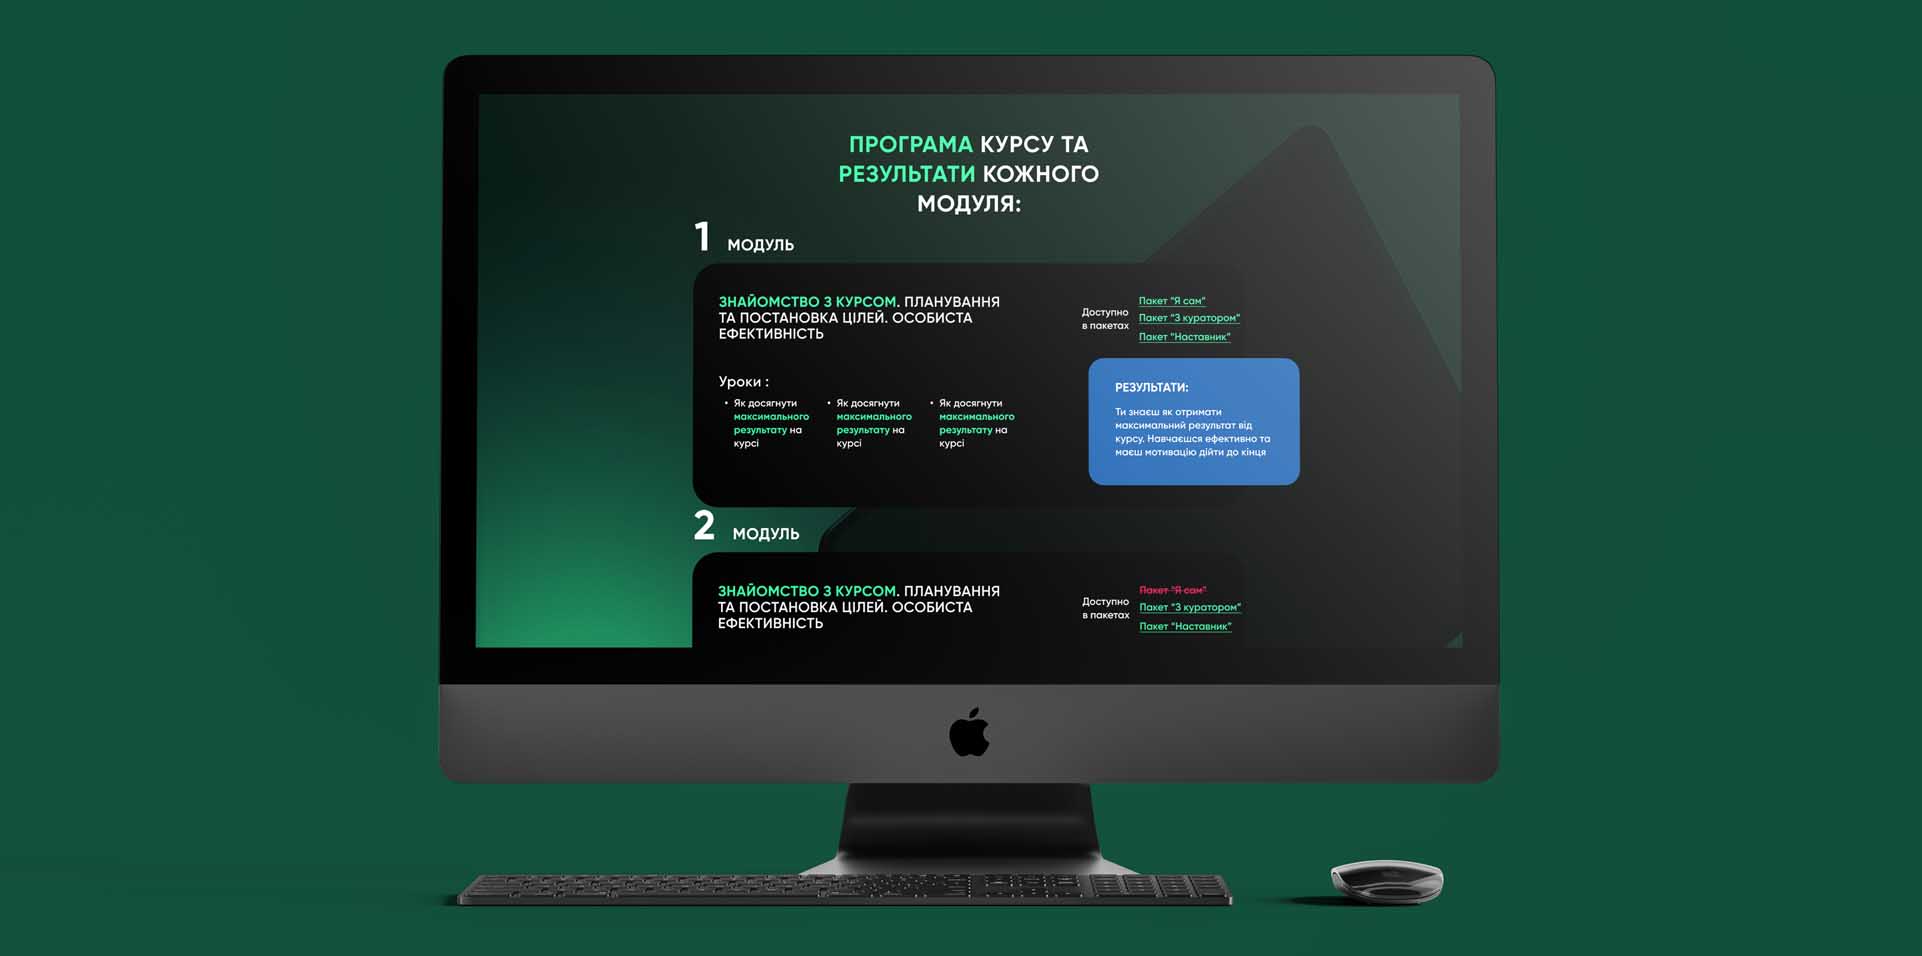 ПРОГРАМА КУРСУ ТА
РЕЗУЛЬТАТИ КОЖНОГО
МОДУЛЯ:
1 МОДУЛЬ
ЗНАЙОМСТВО З КУРСОМ. ПЛАНУВАННЯ
ТА ПОСТАНОВКА ЦІЛЕЙ. ОСОБИСТА
ЕФЕКТИВНІСТЬ
Доступно
в пакетах
Пакет "Я сам"
Пакет "З куратором"
Пакет "Наставник"
Уроки :
• Як досягнути
максимального
результату на
курсі
• Як досягнути
максимального
результату на
курсі
• Як досягнути
максимального
результату на
курсі
РЕЗУЛЬТАТИ:
Ти знаєш як отримати
максимальний результат від
курсу. Навчаєшся ефективно та
маєш мотивацію дійти до кінця
2 МОДУЛЬ
ЗНАЙОМСТВО З КУРСОМ. ПЛАНУВАННЯ
ТА ПОСТАНОВКА ЦІЛЕЙ. ОСОБИСТА
ЕФЕКТИВНІСТЬ
Доступно
в пакетах
Пакет "Я сам"
Пакет "З куратором"
Пакет "Наставник"